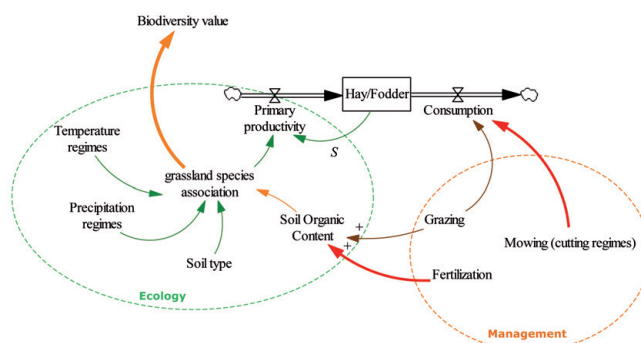 Biodiversity value
Hay/Fodder
Primary
productivity
Consumption
S
Temperature
regimes
grassland species
association
Precipitation
regimes
Soil Organic
Content
+
+
Grazing
Soil type
Mowing (cutting regimes)
Fertilization
Ecology
Management